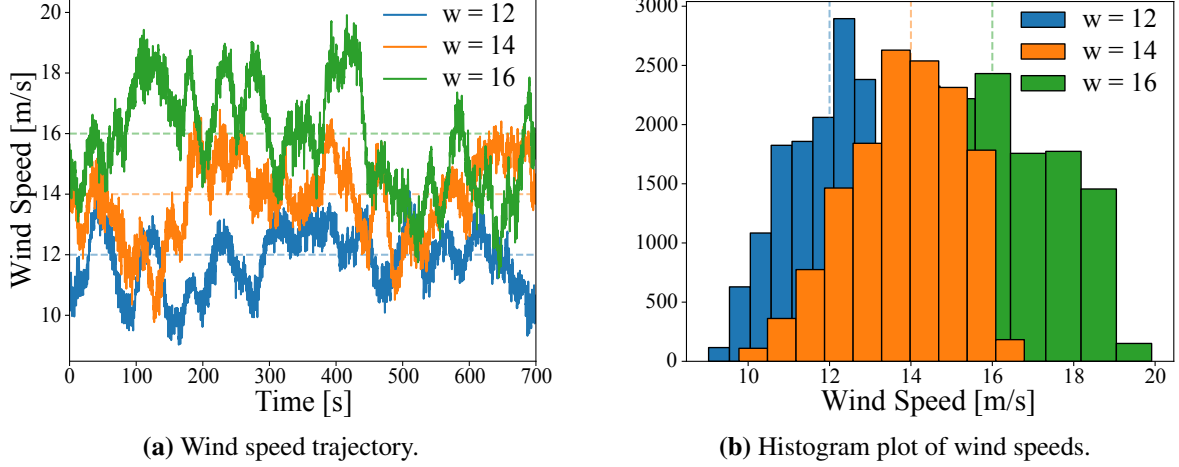 20
18
16
14
12
10
Wind Speed [m/s]
w = 12
w = 14
w = 16
0 100 200 300 400 500 600 700
Time [s]
(a) Wind speed trajectory.
3000
2500
2000
1500
1000
500
0
w = 12
w = 14
w = 16
10 12 14 16 18 20
Wind Speed [m/s]
(b) Histogram plot of wind speeds.